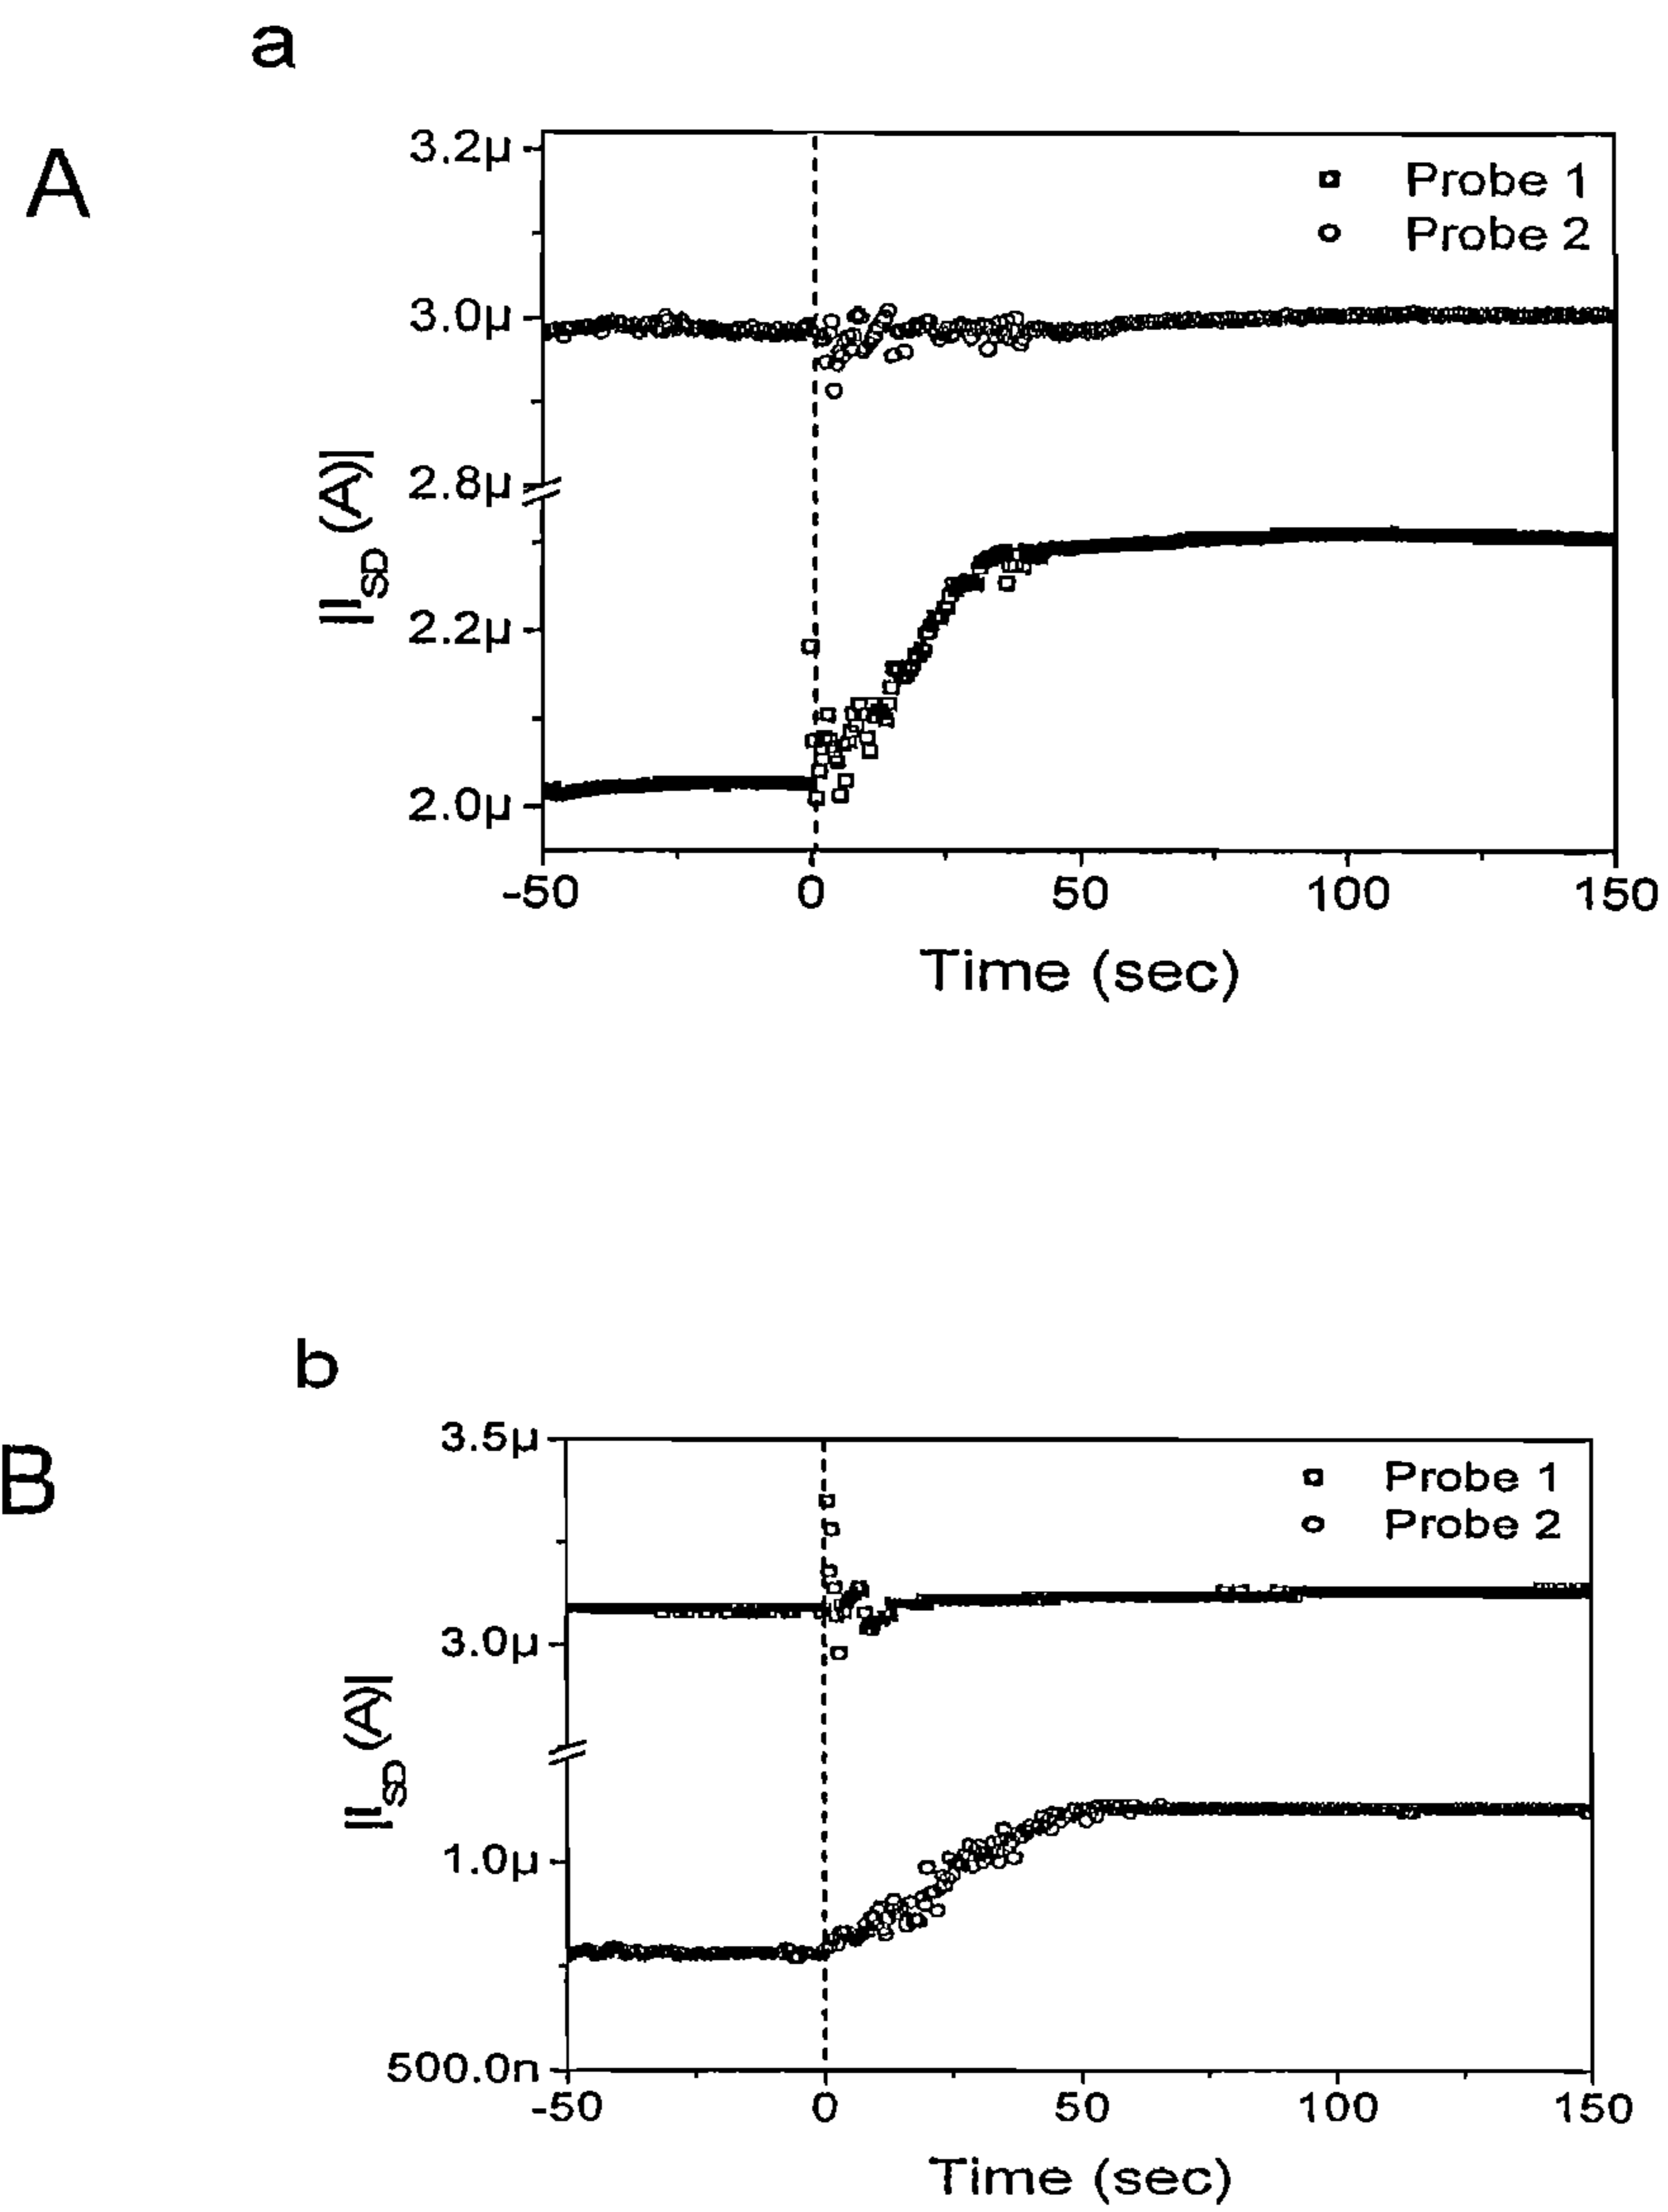 a
A
3.2µ
Probe 1
Probe 2
3.0µ
2.8µ
|I_SD (A)|
2.2µ
2.0µ
-50 0 50 100 150
Time (sec)
b
B
3.5µ
Probe 1
Probe 2
3.0µ
|I_SD (A)|
1.0µ
500.0n
-50 0 50 100 150
Time (sec)